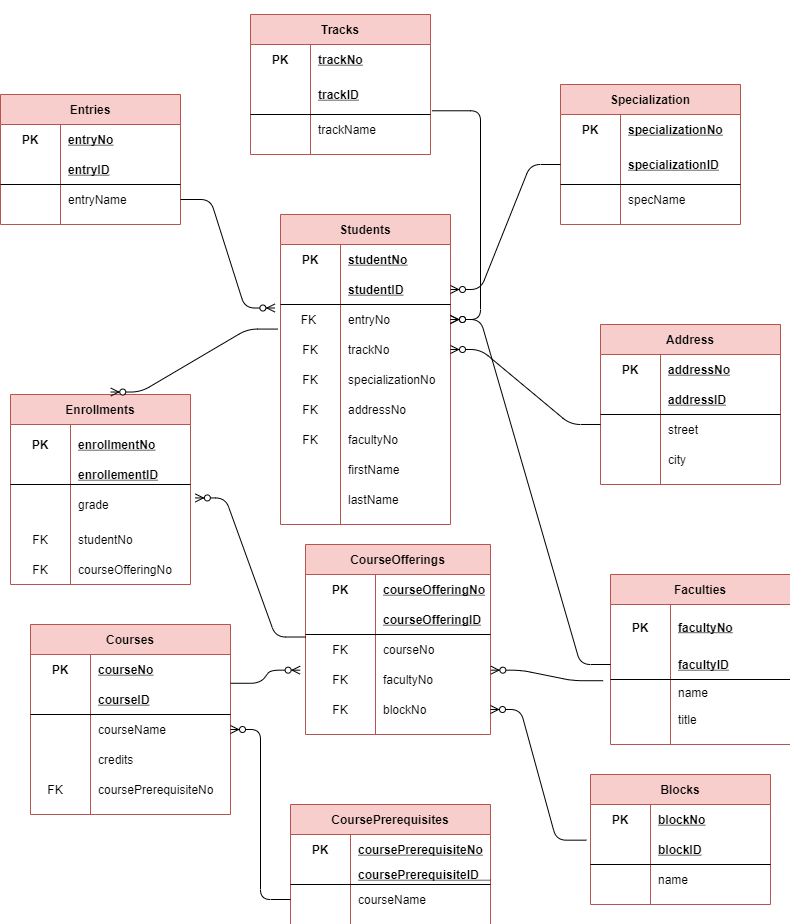 Tracks
PK trackNo
trackID
trackName
Entries
PK entryNo
entryID
entryName
Specialization
PK specializationNo
specializationID
specName
Students
PK studentNo
studentID
FK entryNo
FK trackNo
FK specializationNo
FK addressNo
FK facultyNo
firstName
lastName
Address
PK addressNo
addressID
street
city
Enrollments
PK enrollmentNo
enrollementID
grade
FK studentNo
FK courseOfferingNo
CourseOfferings
PK courseOfferingNo
courseOfferingID
FK courseNo
FK facultyNo
FK blockNo
Faculties
PK facultyNo
facultyID
name
title
Courses
PK courseNo
courseID
courseName
credits
FK coursePrerequisiteNo
Blocks
PK blockNo
blockID
name
CoursePrerequisites
PK coursePrerequisiteNo
coursePrerequisiteID
courseName